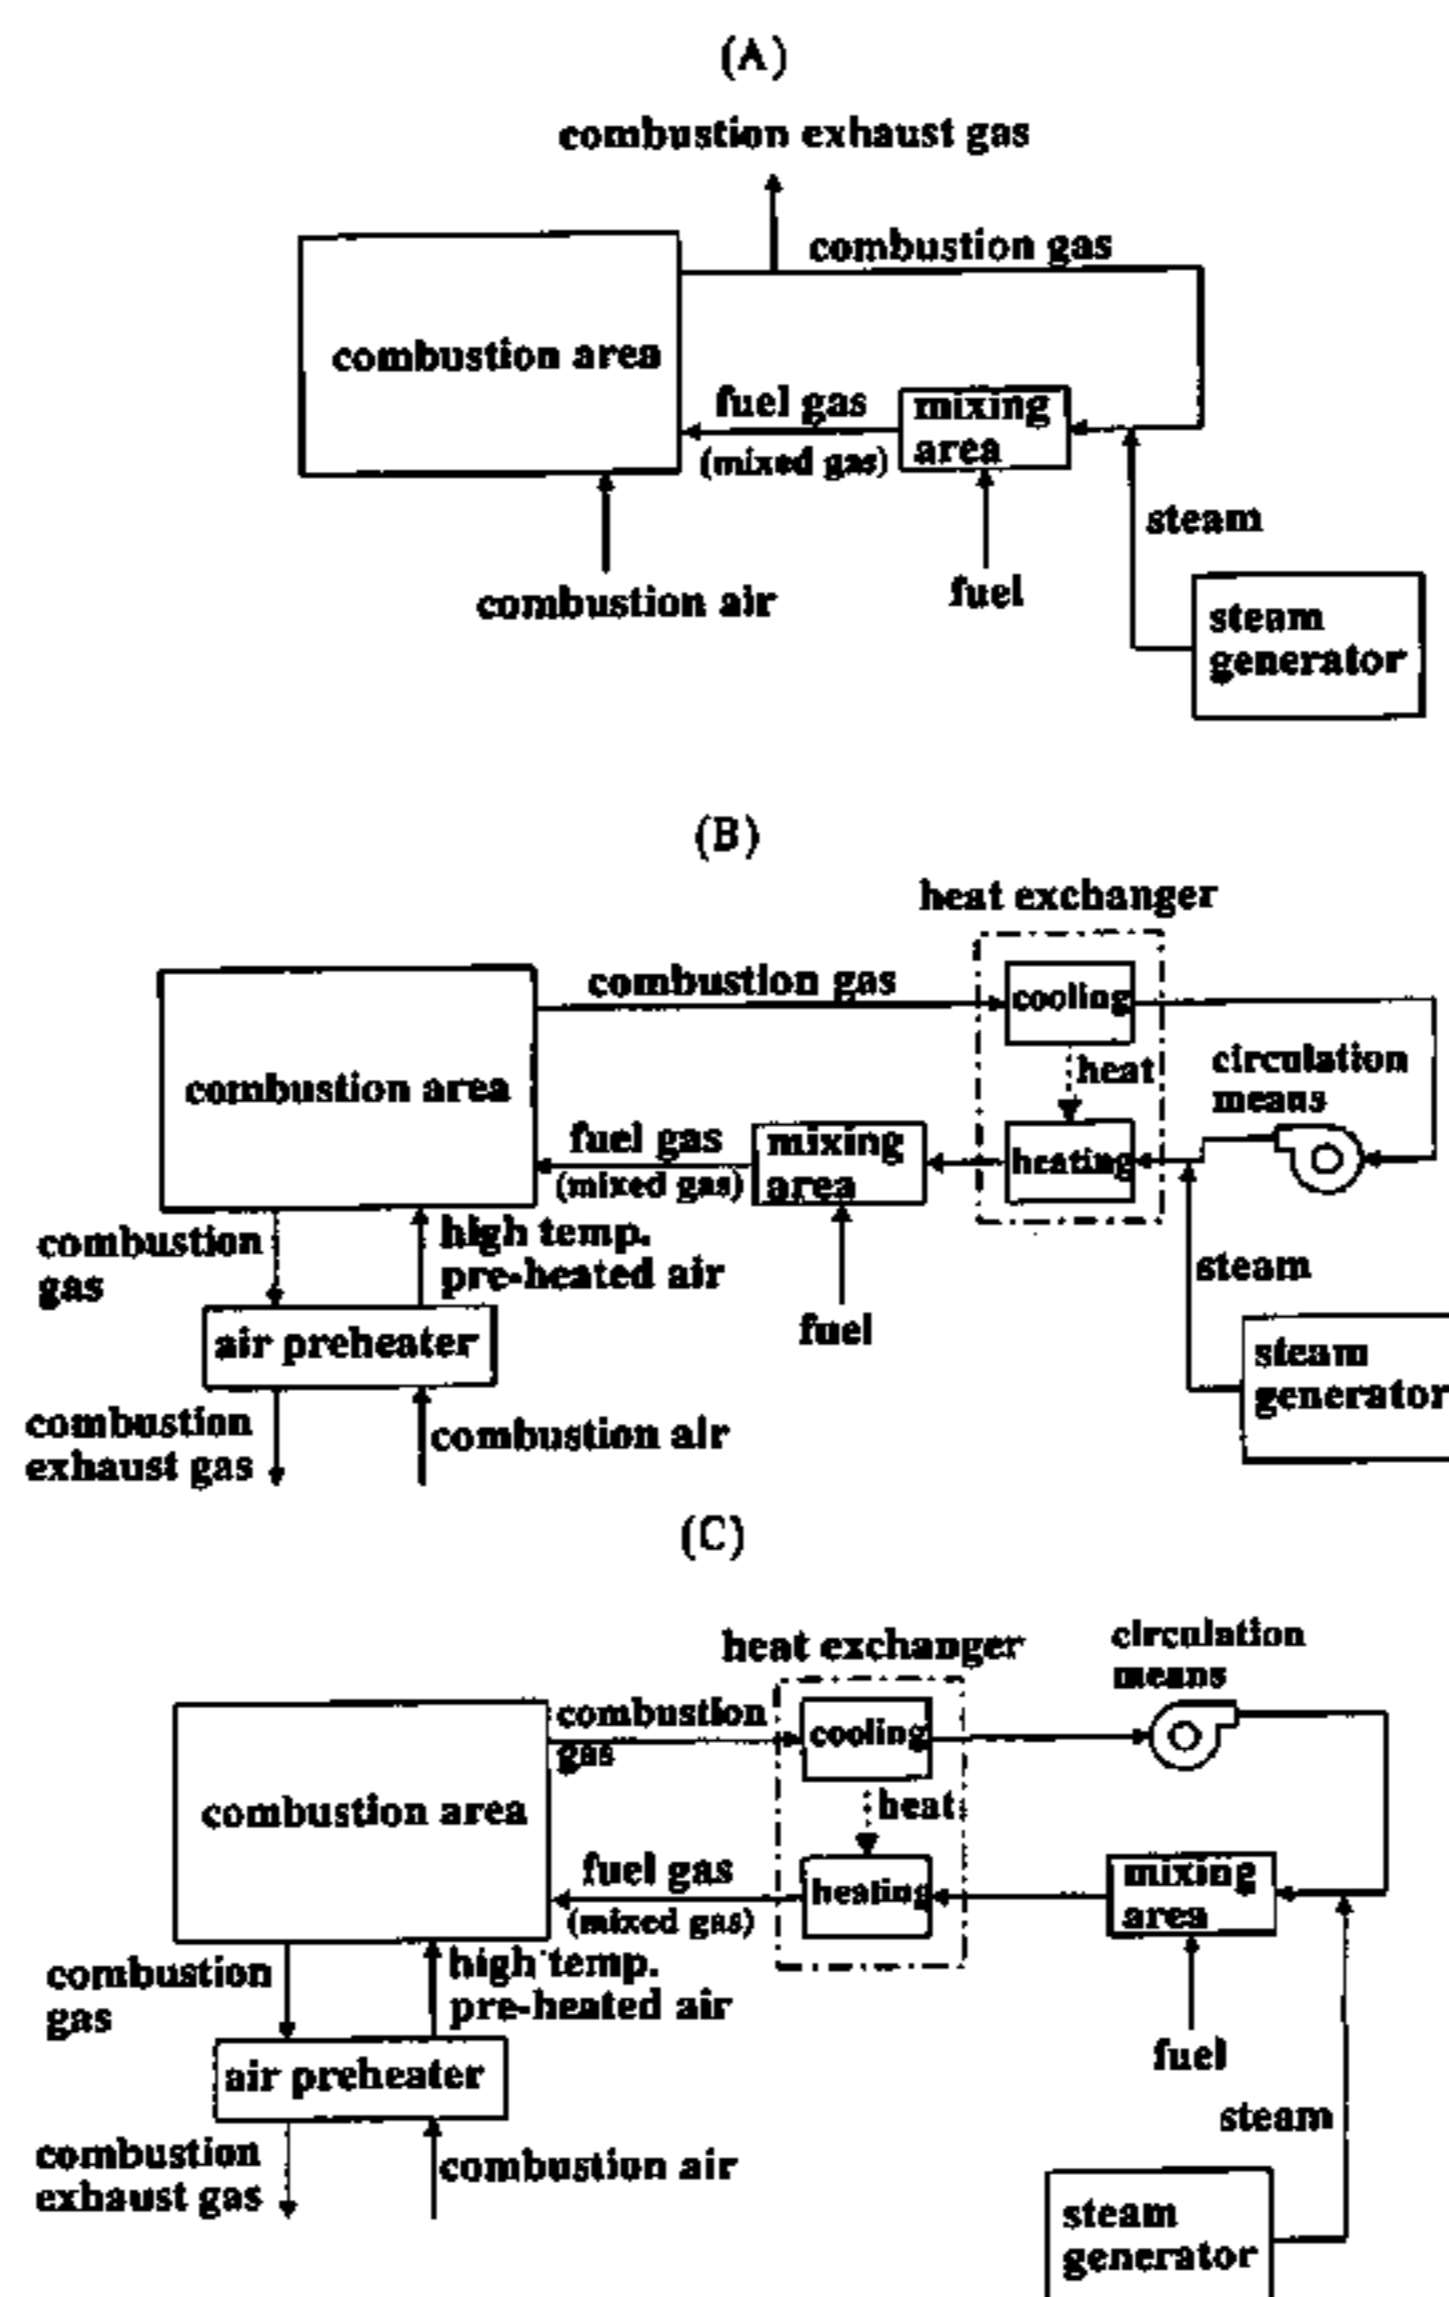 (A)
combustion exhaust gas
combustion gas
combustion area
fuel gas
(mixed gas)
mixing
area
steam
combustion air
fuel
steam
generator
(B)
heat exchanger
combustion gas
cooling
heat
circulation
means
combustion area
fuel gas
(mixed gas)
mixing
area
heating
combustion
gas
high temp.
pre-heated air
steam
fuel
air preheater
steam
generator
combustion
exhaust gas
combustion air
(C)
heat exchanger
circulation
means
combustion
gas
cooling
heat
combustion area
fuel gas
(mixed gas)
heating
mixing
area
combustion
gas
high temp.
pre-heated air
fuel
air preheater
steam
combustion
exhaust gas
combustion air
steam
generator